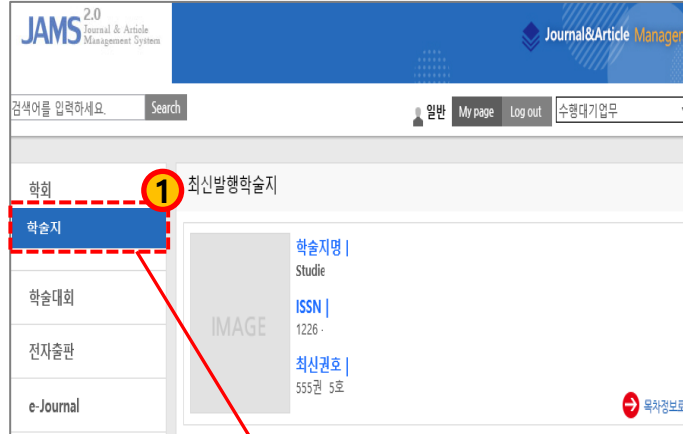 JAMS 2.0
Journal & Article
Management System
Journal&Article Manager
검색어를 입력하세요. Search
일반 My page Log out 수행대기업무
학회
1
최신발행학술지
학술지
학술지명 |
Studie
학술대회
ISSN |
IMAGE
1226 -
전자출판
최신권호 |
555권 5호
e-Journal
목차정보로